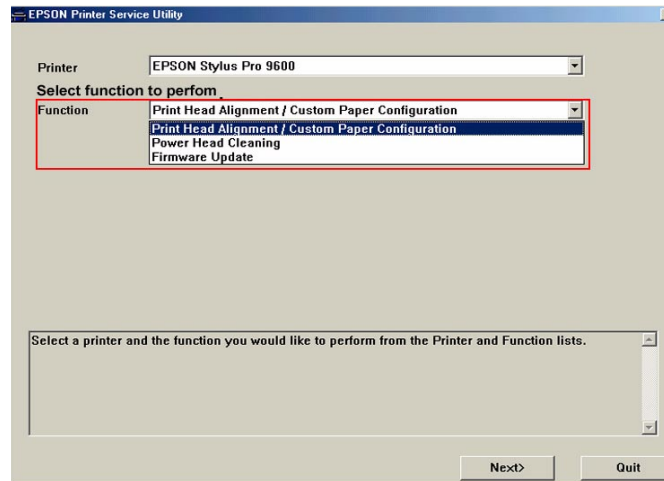 EPSON Printer Service Utility
Printer EPSON Stylus Pro 9600
Select function to perfom
Function Print Head Alignment / Custom Paper Configuration
Print Head Alignment / Custom Paper Configuration
Power Head Cleaning
Firmware Update
Select a printer and the function you would like to perform from the Printer and Function lists.
Next> Quit